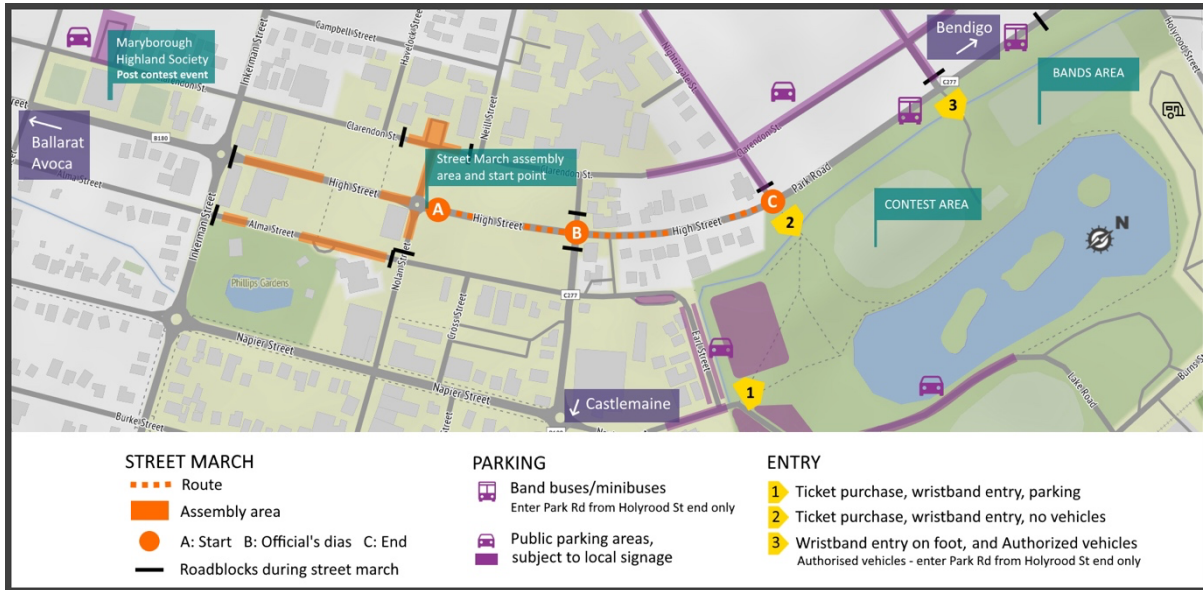 Maryborough
Highland Society
Post contest event
Campbell Street
Havelock Street
Inkerman Street
Nightingale St
Bendigo
Holyrood Street
C277
3
BANDS AREA
Ballarat
Avoca
B180
Clarendon St.
Neill Street
Street March assembly
area and start point
Clarendon St.
Park Road
High Street
A
High Street
B
High Street
C
2
CONTEST AREA
N
Alma Street
Alma Street
Inkerman Street
Nolan Street
Phillips Gardens
C277
Cross Street
Earl Street
Napier Street
Napier Street
1
Castlemaine
Lake Road
Burns St
Burke Street
STREET MARCH
Route
Assembly area
A: Start B: Official's dias C: End
Roadblocks during street march
PARKING
Band buses/minibuses
Enter Park Rd from Holyrood St end only
Public parking areas,
subject to local signage
ENTRY
1 Ticket purchase, wristband entry, parking
2 Ticket purchase, wristband entry, no vehicles
3 Wristband entry on foot, and Authorized vehicles
Authorised vehicles - enter Park Rd from Holyrood St end only